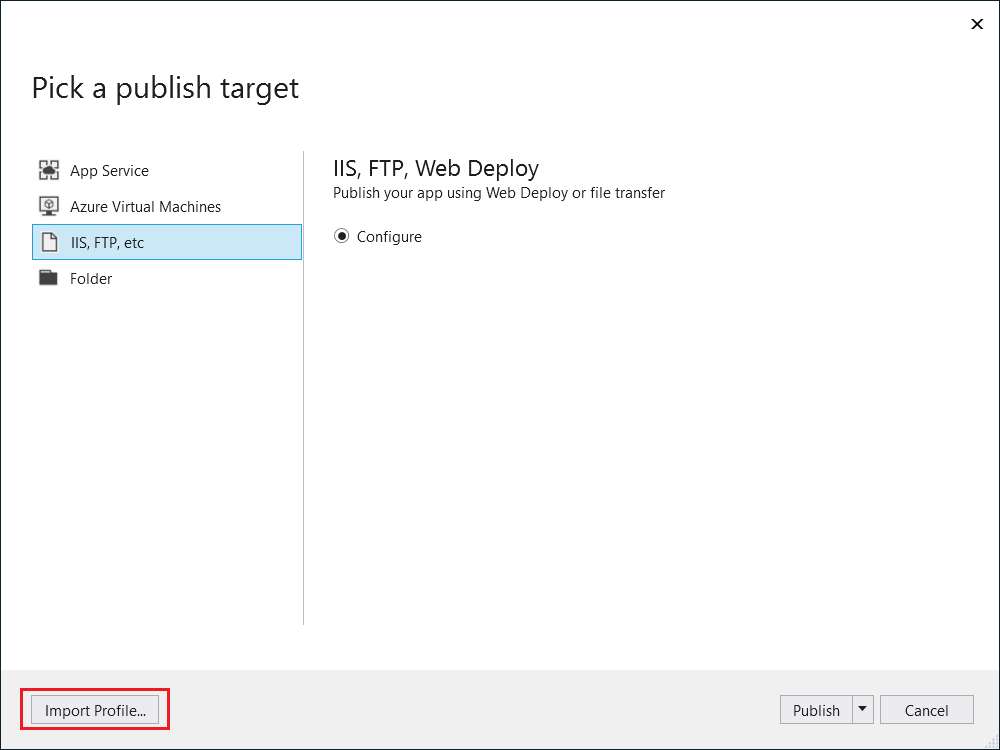 Pick a publish target
App Service
Azure Virtual Machines
IIS, FTP, etc
Folder
IIS, FTP, Web Deploy
Publish your app using Web Deploy or file transfer
Configure
Import Profile...
Publish
Cancel